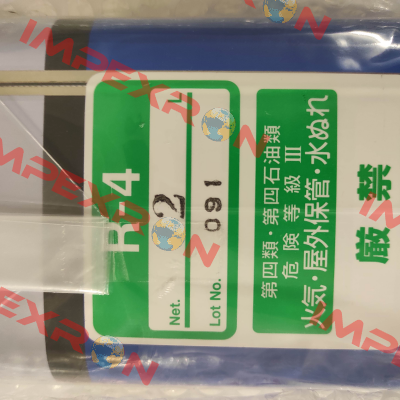 R-4
Net. 2 L
Lot No. 091
第四類・第四石油類
危険等級 III
火気・屋外保管・水ぬれ
厳禁
IMPEXRON